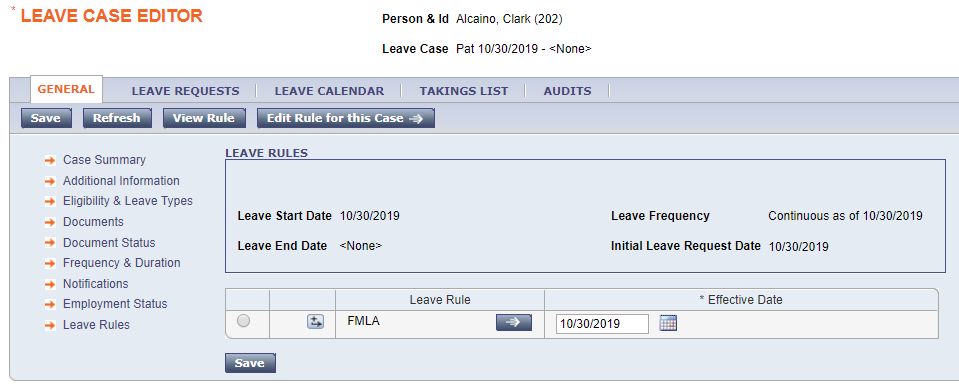 * LEAVE CASE EDITOR
Person & Id Alcaino, Clark (202)
Leave Case Pat 10/30/2019 - <None>
GENERAL LEAVE REQUESTS LEAVE CALENDAR TAKINGS LIST AUDITS
Save Refresh View Rule Edit Rule for this Case
Case Summary
Additional Information
Eligibility & Leave Types
Documents
Document Status
Frequency & Duration
Notifications
Employment Status
Leave Rules
LEAVE RULES
Leave Start Date 10/30/2019 Leave Frequency Continuous as of 10/30/2019
Leave End Date <None> Initial Leave Request Date 10/30/2019
Leave Rule * Effective Date
FMLA 10/30/2019
Save